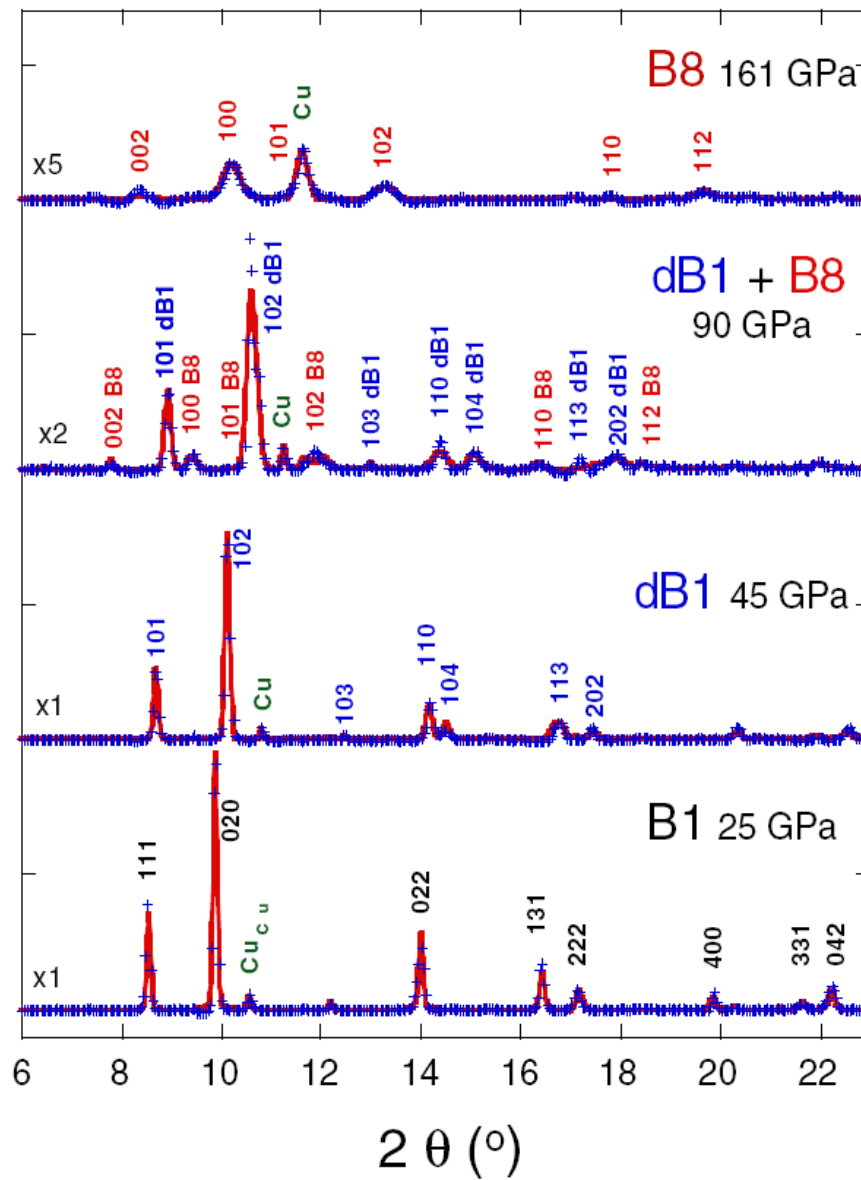 B8 161 GPa
x5
002
100
101
Cu
102
110
112
dB1 + B8
90 GPa
x2
002 B8
101 dB1
100 B8
101 B8
102 dB1
Cu
102 B8
103 dB1
110 dB1
104 dB1
110 B8
113 dB1
202 dB1
112 B8
dB1 45 GPa
x1
101
102
Cu
103
110
104
113
202
B1 25 GPa
x1
111
020
Cu C u
022
131
222
400
331
042
6 8 10 12 14 16 18 20 22
2 θ (°)